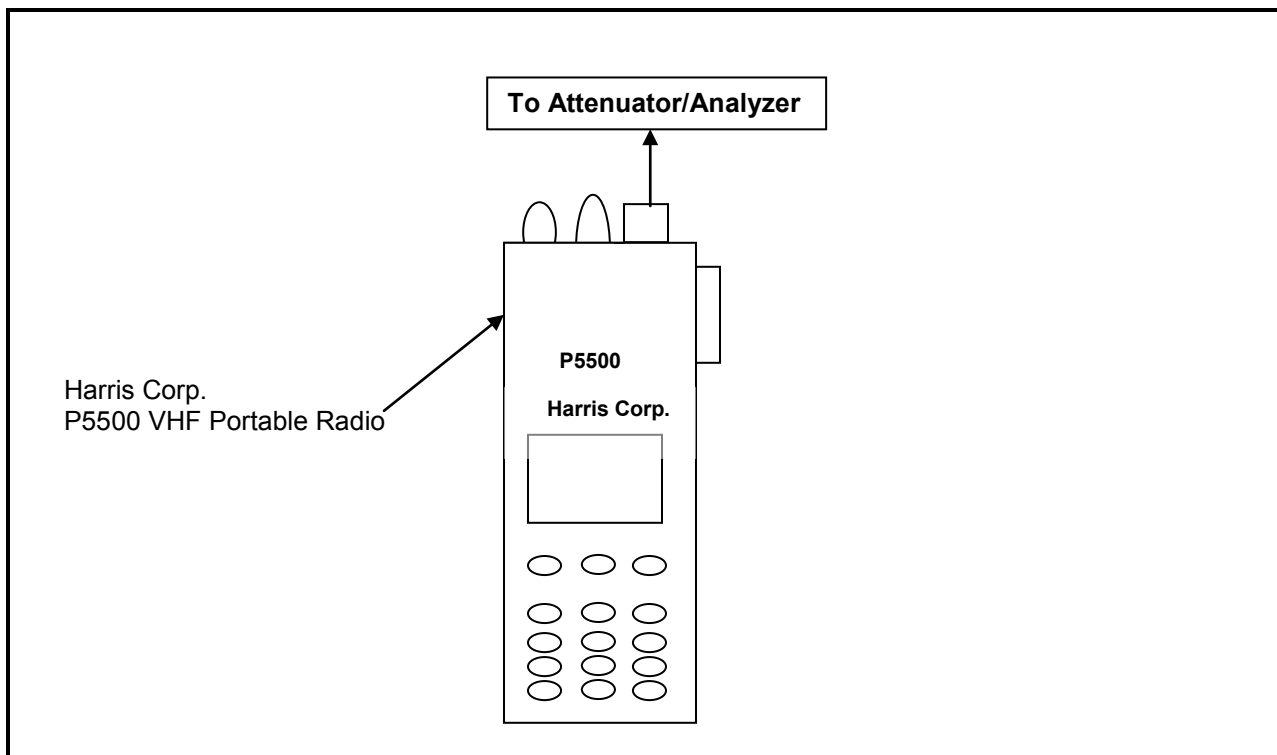 To Attenuator/Analyzer
P5500
Harris Corp.
Harris Corp.
P5500 VHF Portable Radio